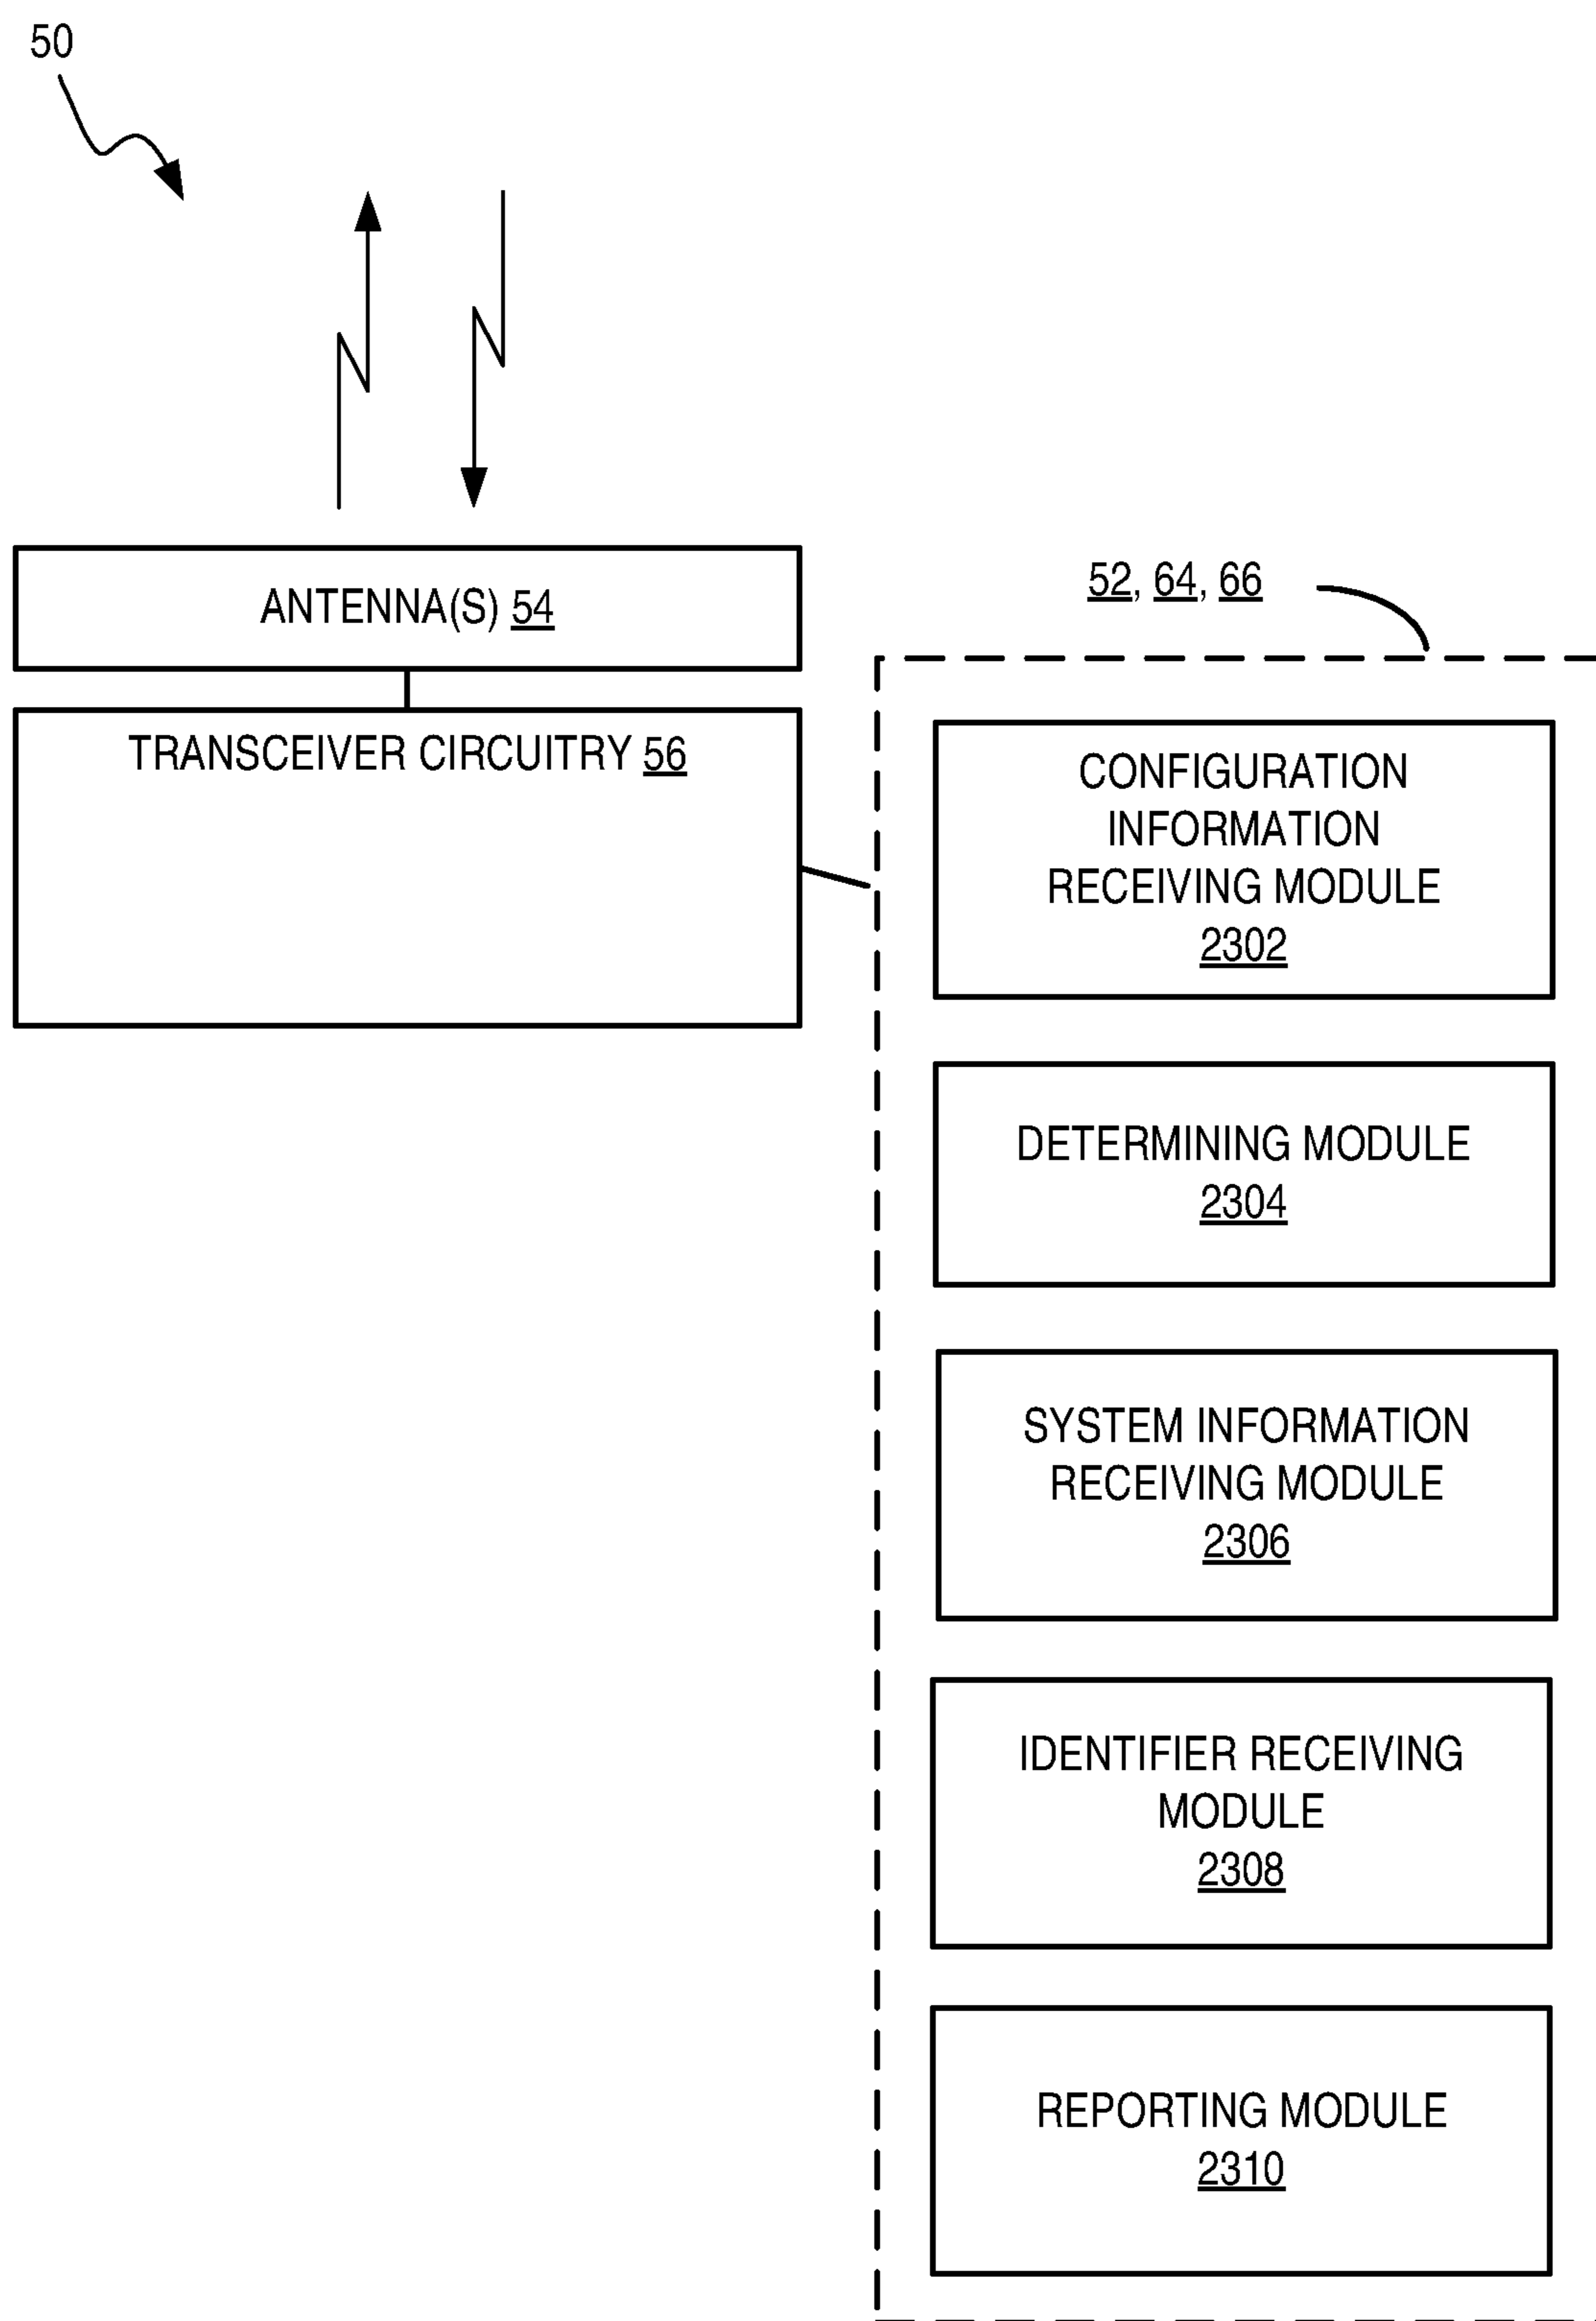 50
ANTENNA(S) 54
52, 64, 66
TRANSCEIVER CIRCUITRY 56
CONFIGURATION
INFORMATION
RECEIVING MODULE
2302
DETERMINING MODULE
2304
SYSTEM INFORMATION
RECEIVING MODULE
2306
IDENTIFIER RECEIVING
MODULE
2308
REPORTING MODULE
2310